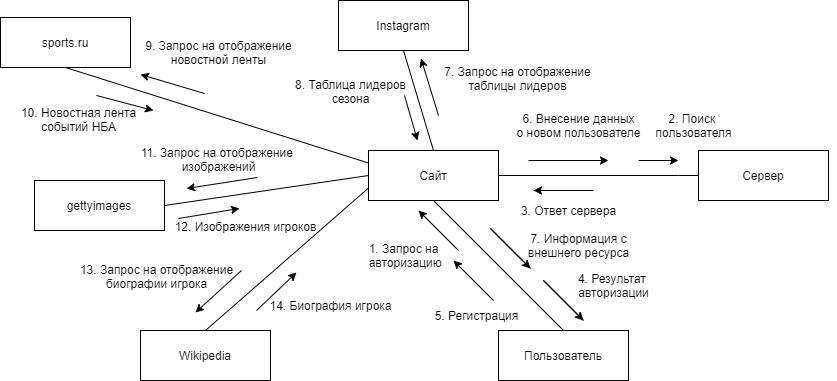 Instagram
sports.ru
9. Запрос на отображение
новостной ленты
7. Запрос на отображение
таблицы лидеров
8. Таблица лидеров
сезона
10. Новостная лента
событий НБА
6. Внесение данных
о новом пользователе
2. Поиск
пользователя
11. Запрос на отображение
изображений
Сайт
Сервер
gettyimages
3. Ответ сервера
12. Изображения игроков
7. Информация с
внешнего ресурса
1. Запрос на
авторизацию
13. Запрос на отображение
биографии игрока
4. Результат
авторизации
14. Биография игрока
5. Регистрация
Wikipedia
Пользователь